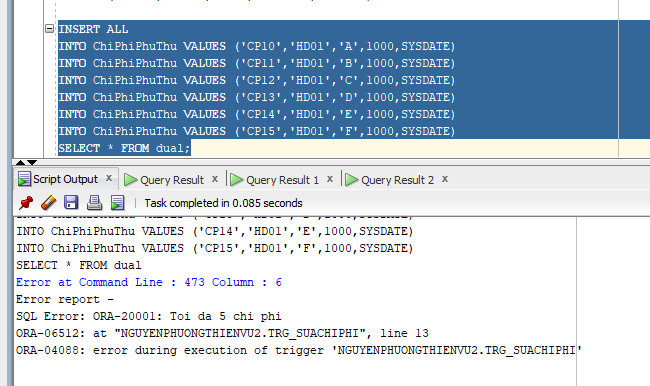 INSERT ALL
INTO ChiPhiPhuThu VALUES ('CP10','HD01','A',1000,SYSDATE)
INTO ChiPhiPhuThu VALUES ('CP11','HD01','B',1000,SYSDATE)
INTO ChiPhiPhuThu VALUES ('CP12','HD01','C',1000,SYSDATE)
INTO ChiPhiPhuThu VALUES ('CP13','HD01','D',1000,SYSDATE)
INTO ChiPhiPhuThu VALUES ('CP14','HD01','E',1000,SYSDATE)
INTO ChiPhiPhuThu VALUES ('CP15','HD01','F',1000,SYSDATE)
SELECT * FROM dual;
Script Output x Query Result x Query Result 1 x Query Result 2 x
Task completed in 0.085 seconds
INTO ChiPhiPhuThu VALUES ('CP14','HD01','E',1000,SYSDATE)
INTO ChiPhiPhuThu VALUES ('CP15','HD01','F',1000,SYSDATE)
SELECT * FROM dual
Error at Command Line : 473 Column : 6
Error report -
SQL Error: ORA-20001: Toi da 5 chi phi
ORA-06512: at "NGUYENPHUONGTHIENVU2.TRG_SUACHIPHI", line 13
ORA-04088: error during execution of trigger 'NGUYENPHUONGTHIENVU2.TRG_SUACHIPHI'